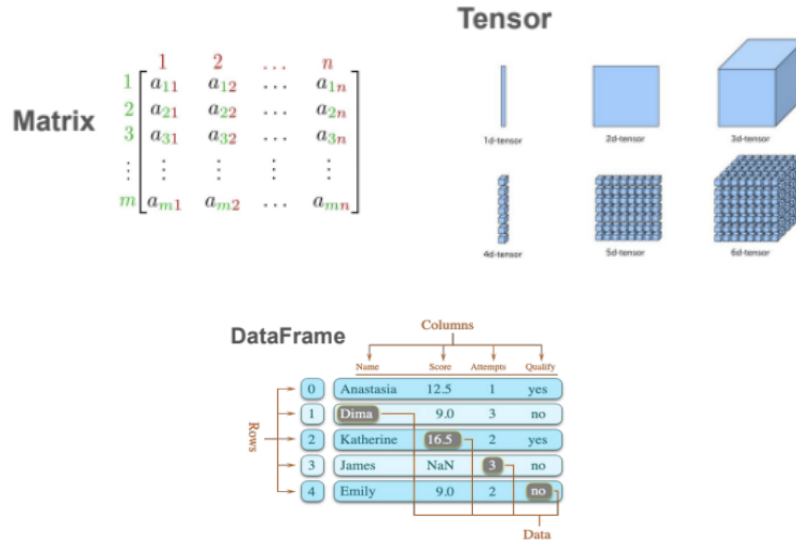 Tensor
1 2 ... n
Matrix
1 a11 a12 ... a1n
2 a21 a22 ... a2n
3 a31 a32 ... a3n
⋮ ⋮ ⋮ ⋮ ⋮
m am1 am2 ... amn
1d-tensor 2d-tensor 3d-tensor
4d-tensor 5d-tensor 6d-tensor
DataFrame
Columns
Name Score Attempts Qualify
Rows
0 Anastasia 12.5 1 yes
1 Dima 9.0 3 no
2 Katherine 16.5 2 yes
3 James NaN 3 no
4 Emily 9.0 2 no
Data